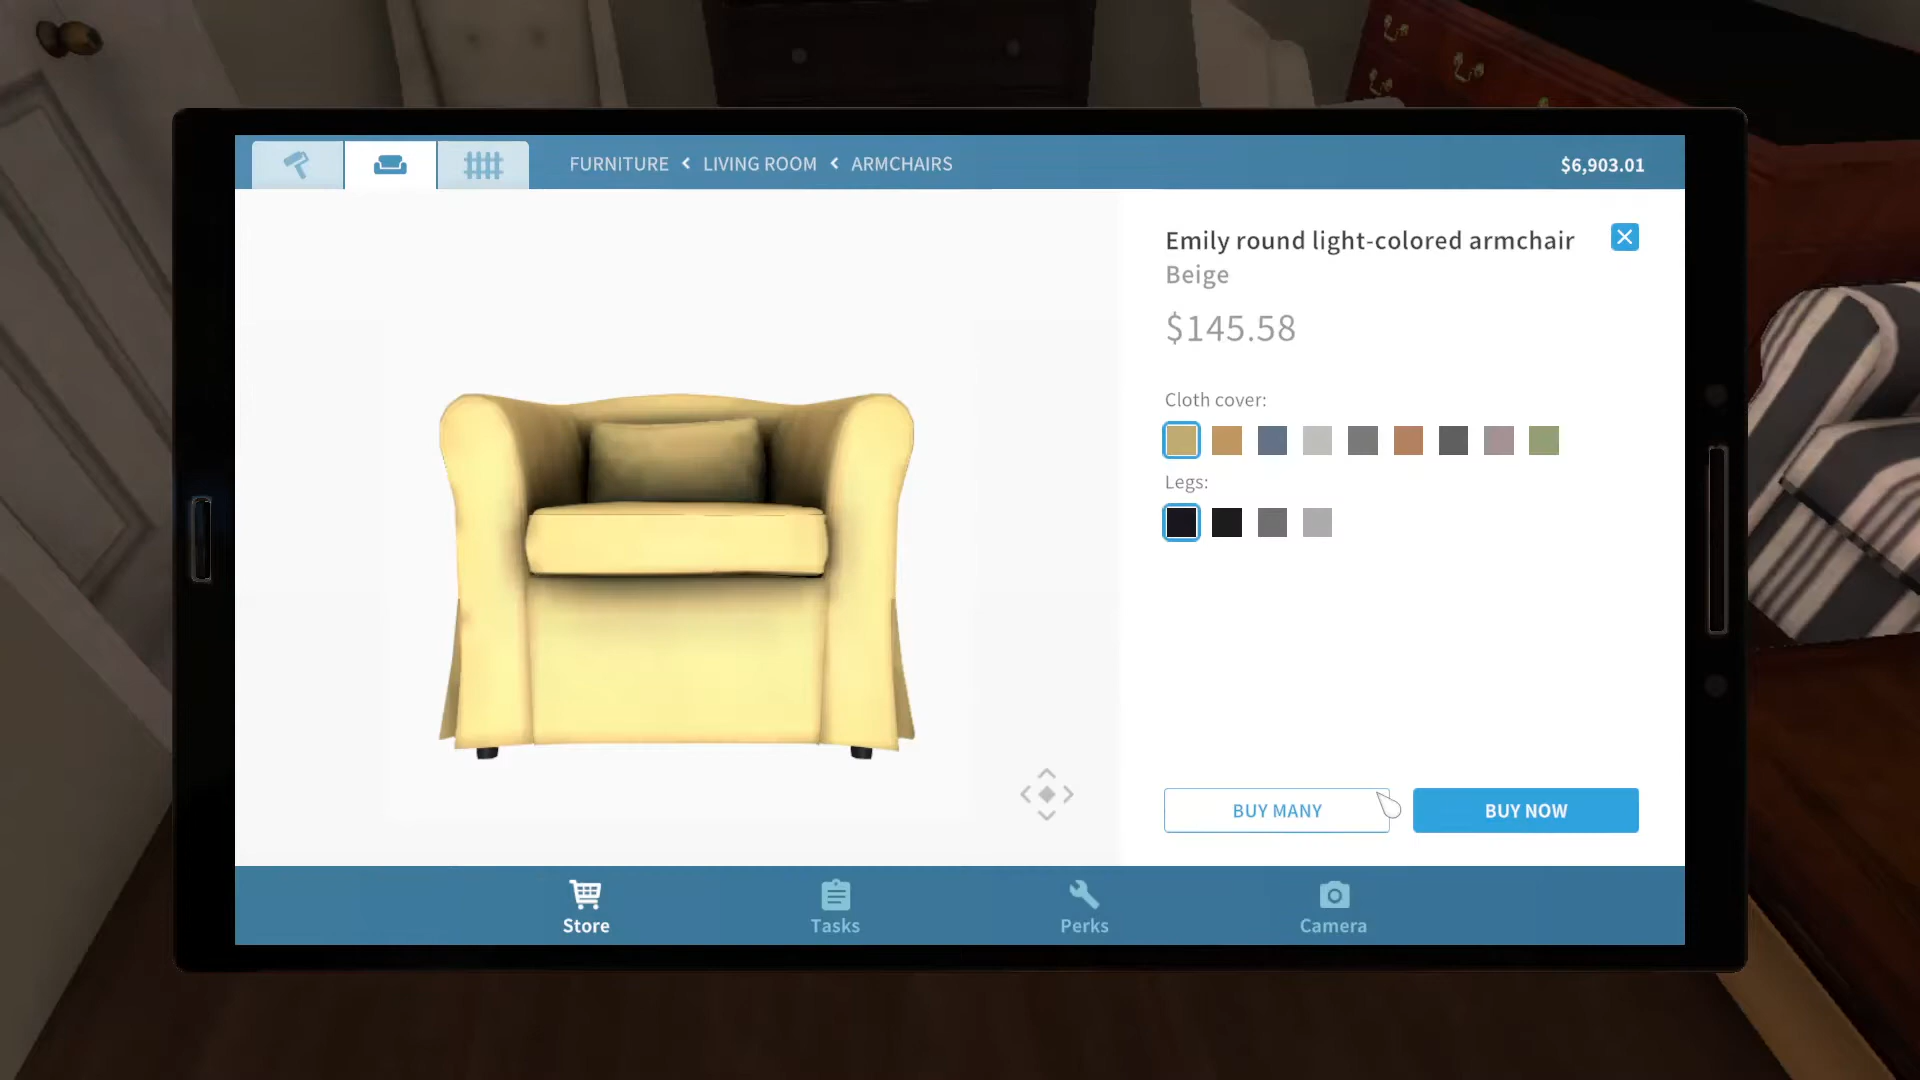 FURNITURE < LIVING ROOM < ARMCHAIRS
$6,903.01
Emily round light-colored armchair
Beige
$145.58
Cloth cover:
Legs:
BUY MANY
BUY NOW
Store
Tasks
Perks
Camera